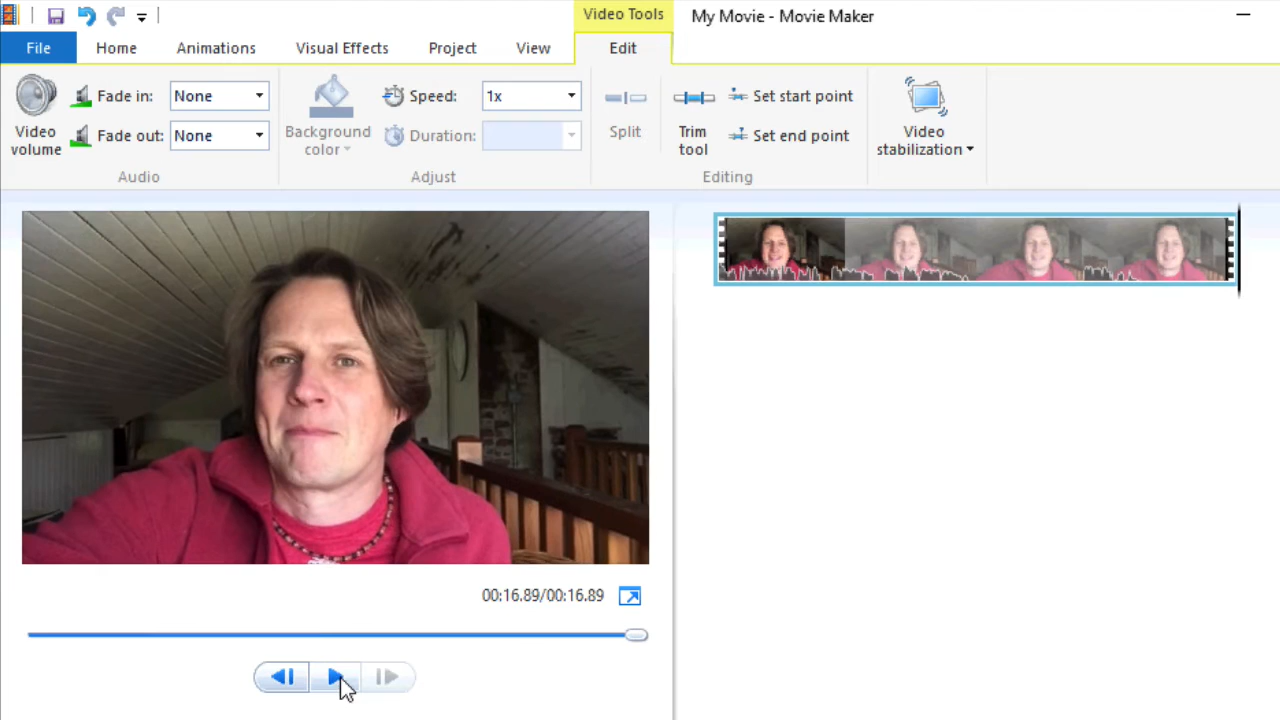 Video Tools
My Movie - Movie Maker
File
Home
Animations
Visual Effects
Project
View
Edit
Video volume
Fade in:
None
Fade out:
None
Audio
Background color
Speed:
1x
Duration:
Adjust
Split
Trim tool
Set start point
Set end point
Editing
Video stabilization
00:16.89/00:16.89